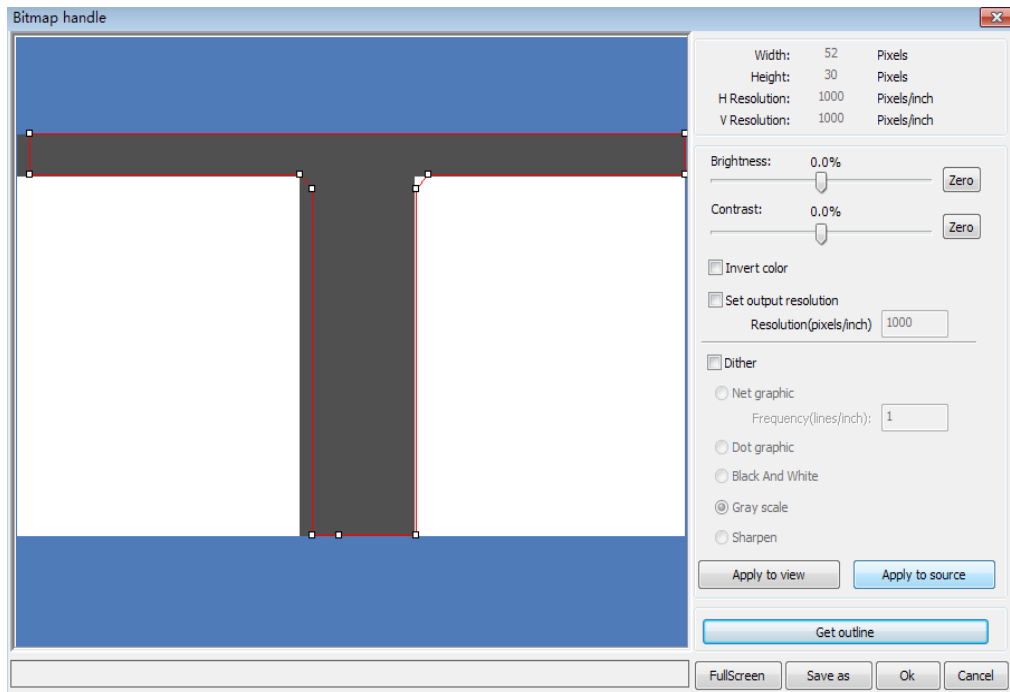 Bitmap handle
Width: 52 Pixels
Height: 30 Pixels
H Resolution: 1000 Pixels/inch
V Resolution: 1000 Pixels/inch
Brightness: 0.0%
Zero
Contrast: 0.0%
Zero
Invert color
Set output resolution
Resolution(pixels/inch) 1000
Dither
Net graphic
Frequency(lines/inch): 1
Dot graphic
Black And White
Gray scale
Sharpen
Apply to view Apply to source
Get outline
FullScreen Save as Ok Cancel